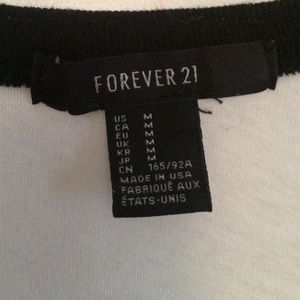 FOREVER 21
US M
CA M
EU M
UK M
KR M
JP M
CN 165/92A
MADE IN USA
FABRIQUÉ AUX
ÉTATS-UNIS